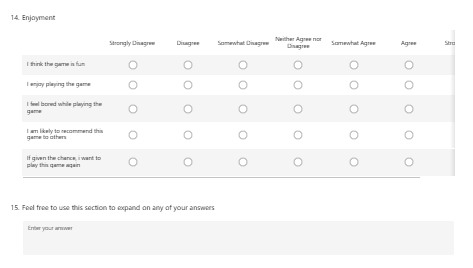 14. Enjoyment
Strongly Disagree Disagree Somewhat Disagree Neither Agree nor Disagree Somewhat Agree Agree Stro
I think the game is fun
I enjoy playing the game
I feel bored while playing the
game
I am likely to recommend this
game to others
If given the chance, i want to
play this game again
15. Feel free to use this section to expand on any of your answers
Enter your answer